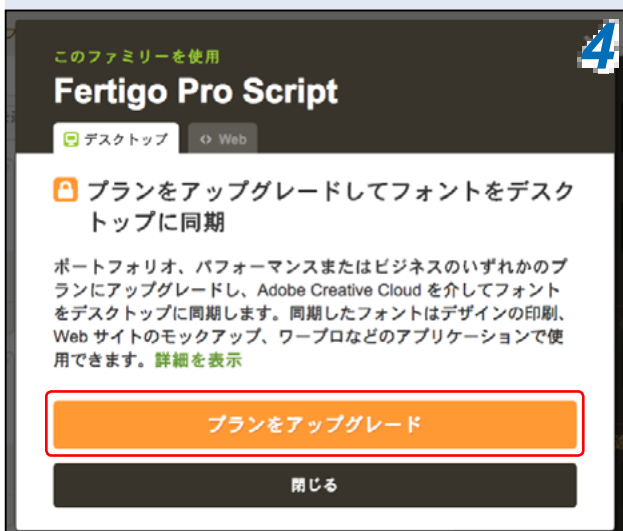 4
このファミリーを使用
Fertigo Pro Script
デスクトップ
<> Web
プランをアップグレードしてフォントをデスク
トップに同期
ポートフォリオ、パフォーマンスまたはビジネスのいずれかのプ
ランにアップグレードし、Adobe Creative Cloud を介してフォント
をデスクトップに同期します。同期したフォントはデザインの印刷、
Web サイトのモックアップ、ワープロなどのアプリケーションで使
用できます。詳細を表示
プランをアップグレード
閉じる